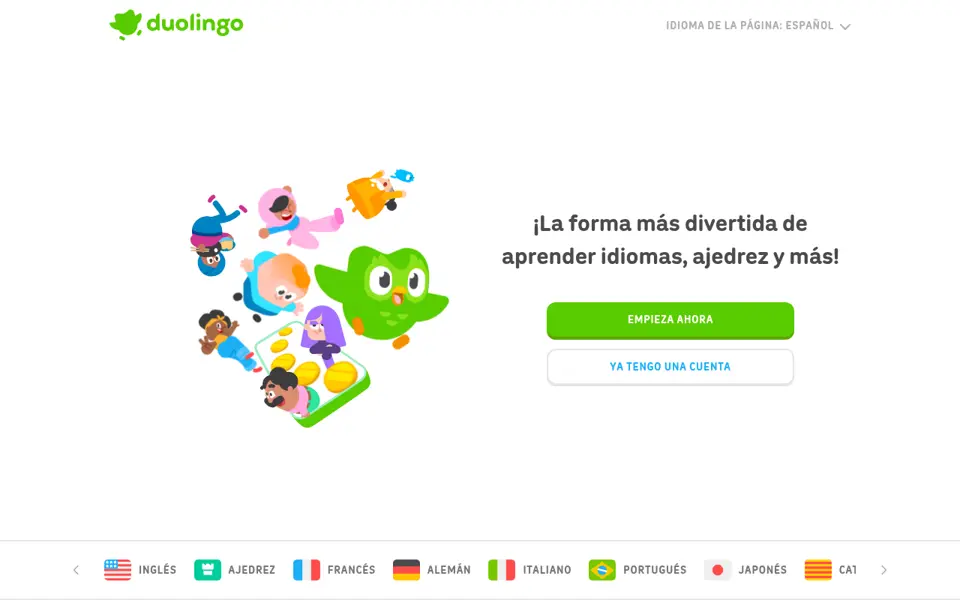 duolingo
IDIOMA DE LA PÁGINA: ESPAÑOL
¡La forma más divertida de
aprender idiomas, ajedrez y más!
EMPIEZA AHORA
YA TENGO UNA CUENTA
INGLÉS
AJEDREZ
FRANCÉS
ALEMÁN
ITALIANO
PORTUGUÉS
JAPONÉS
CAT